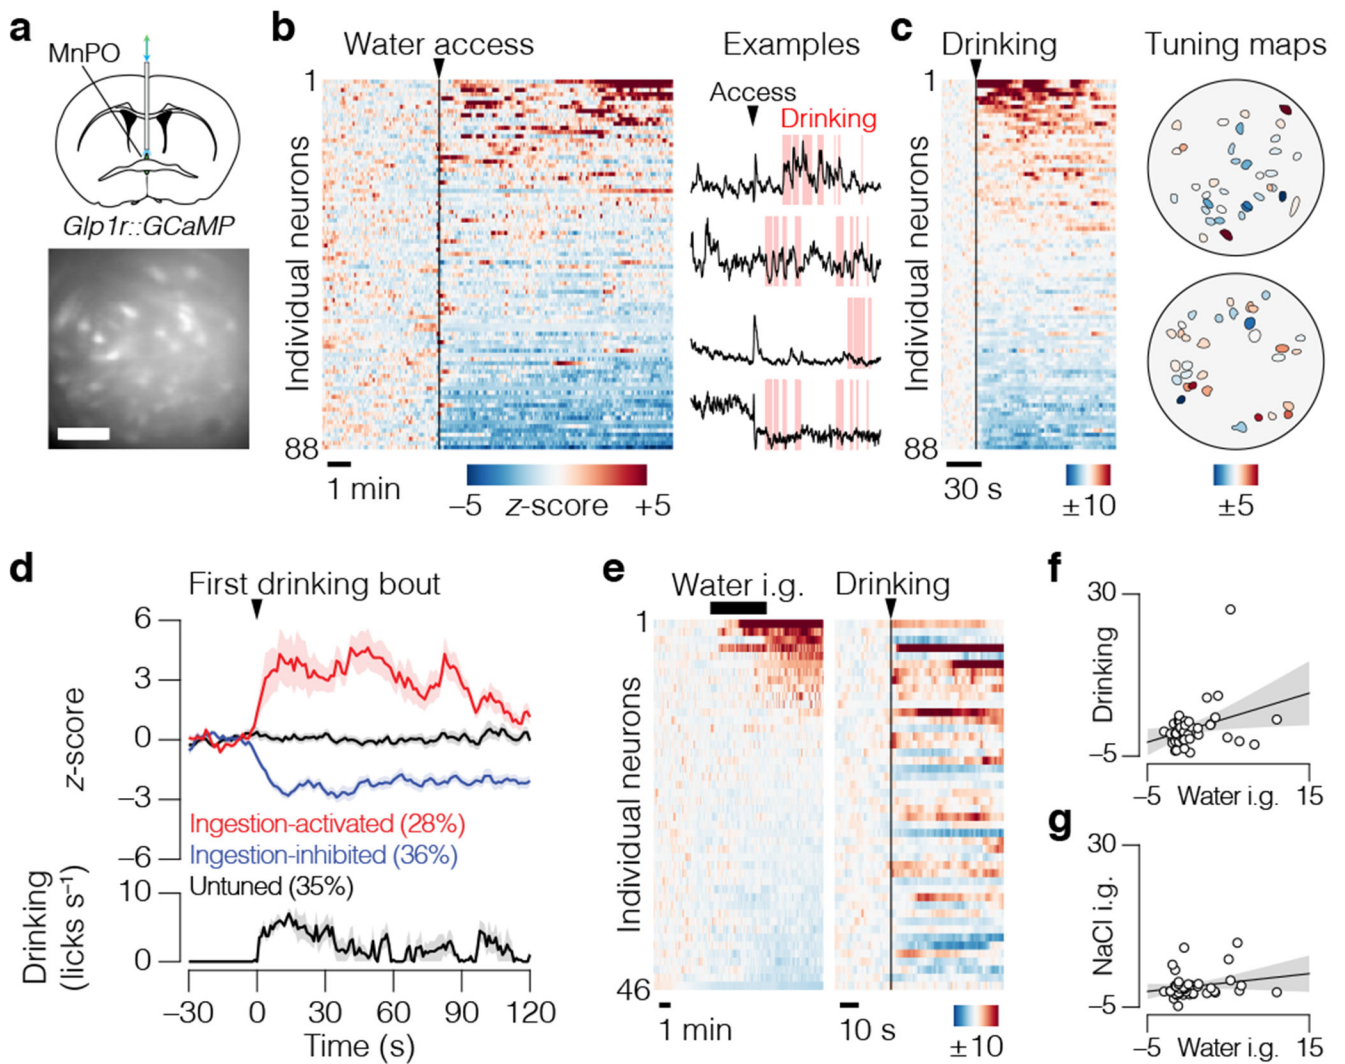 a
MnPO
Glp1r::GCaMP
b
Water access
1
Individual neurons
88
1 min
−5 z-score +5
Examples
Access
Drinking
c
Drinking
1
Individual neurons
88
30 s
±10
Tuning maps
±5
d
First drinking bout
6
3
0
−3
−6
z-score
Ingestion-activated (28%)
Ingestion-inhibited (36%)
Untuned (35%)
10
0
Drinking
(licks s⁻¹)
−30 0 30 60 90 120
Time (s)
e
Water i.g.
Drinking
1
Individual neurons
46
1 min
10 s
±10
f
30
Drinking
−5
−5 Water i.g. 15
g
30
NaCl i.g.
−5
−5 Water i.g. 15